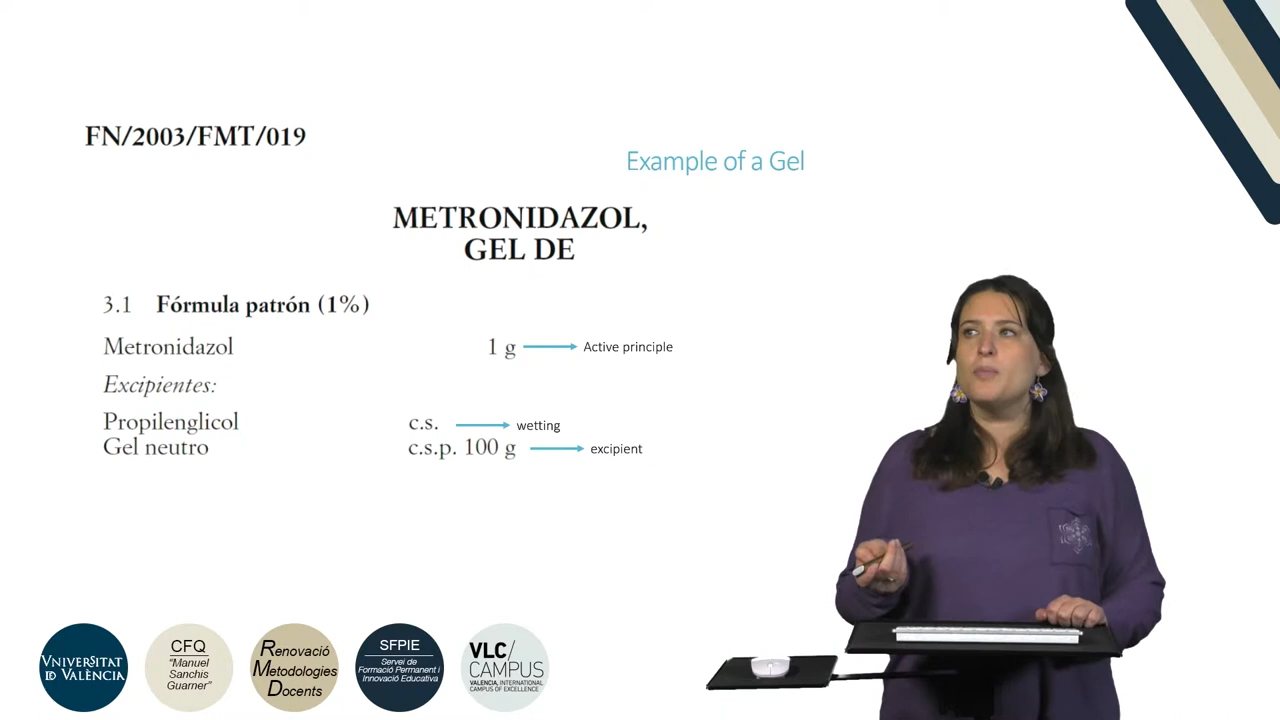 FN/2003/FMT/019
Example of a Gel
METRONIDAZOL,
GEL DE
3.1 Fórmula patrón (1%)
Metronidazol 1 g Active principle
Excipientes:
Propilenglicol c.s. wetting
Gel neutro c.s.p. 100 g excipient
VNIVERSITAT
ID VALÈNCIA
CFQ
"Manuel
Sanchis
Guarner"
Renovació
Metodologies
Docents
SFPIE
Servei de
Formació Permanent i
Innovació Educativa
VLC/
CAMPUS
VALENCIA, INTERNATIONAL
CAMPUS OF EXCELLENCE